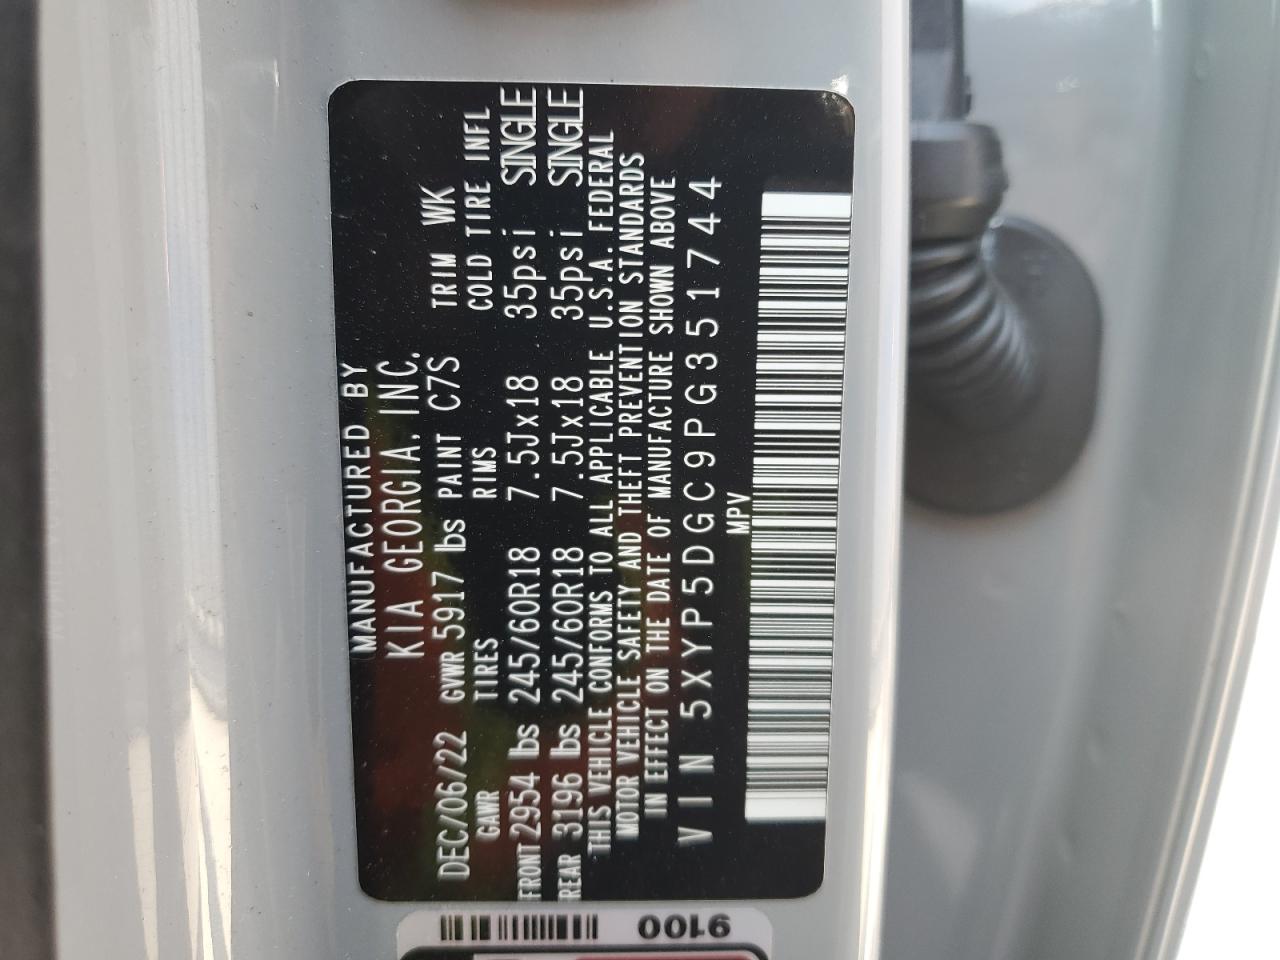 MANUFACTURED BY
KIA GEORGIA, INC.
DEC/06/22 GVWR 5917 lbs PAINT C7S TRIM WK
GAWR TIRES RIMS COLD TIRE INFL
FRONT 2954 lbs 245/60R18 7.5Jx18 35psi SINGLE
REAR 3196 lbs 245/60R18 7.5Jx18 35psi SINGLE
THIS VEHICLE CONFORMS TO ALL APPLICABLE U.S.A. FEDERAL
MOTOR VEHICLE SAFETY AND THEFT PREVENTION STANDARDS
IN EFFECT ON THE DATE OF MANUFACTURE SHOWN ABOVE
VIN 5XYP5DGC9PG351744
MPV
9100